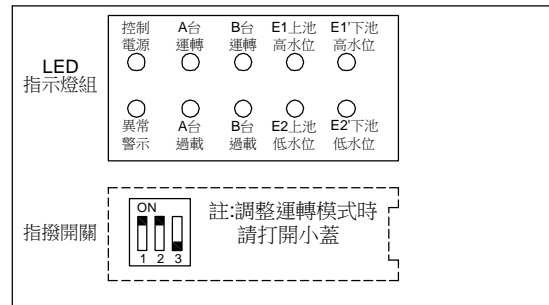 控制 A台 B台 E1上池 E1'下池
電源 運轉 運轉 高水位 高水位
LED
指示燈組
異常 A台 B台 E2上池 E2'下池
警示 過載 過載 低水位 低水位
ON
註:調整運轉模式時
指撥開關
請打開小蓋
1 2 3